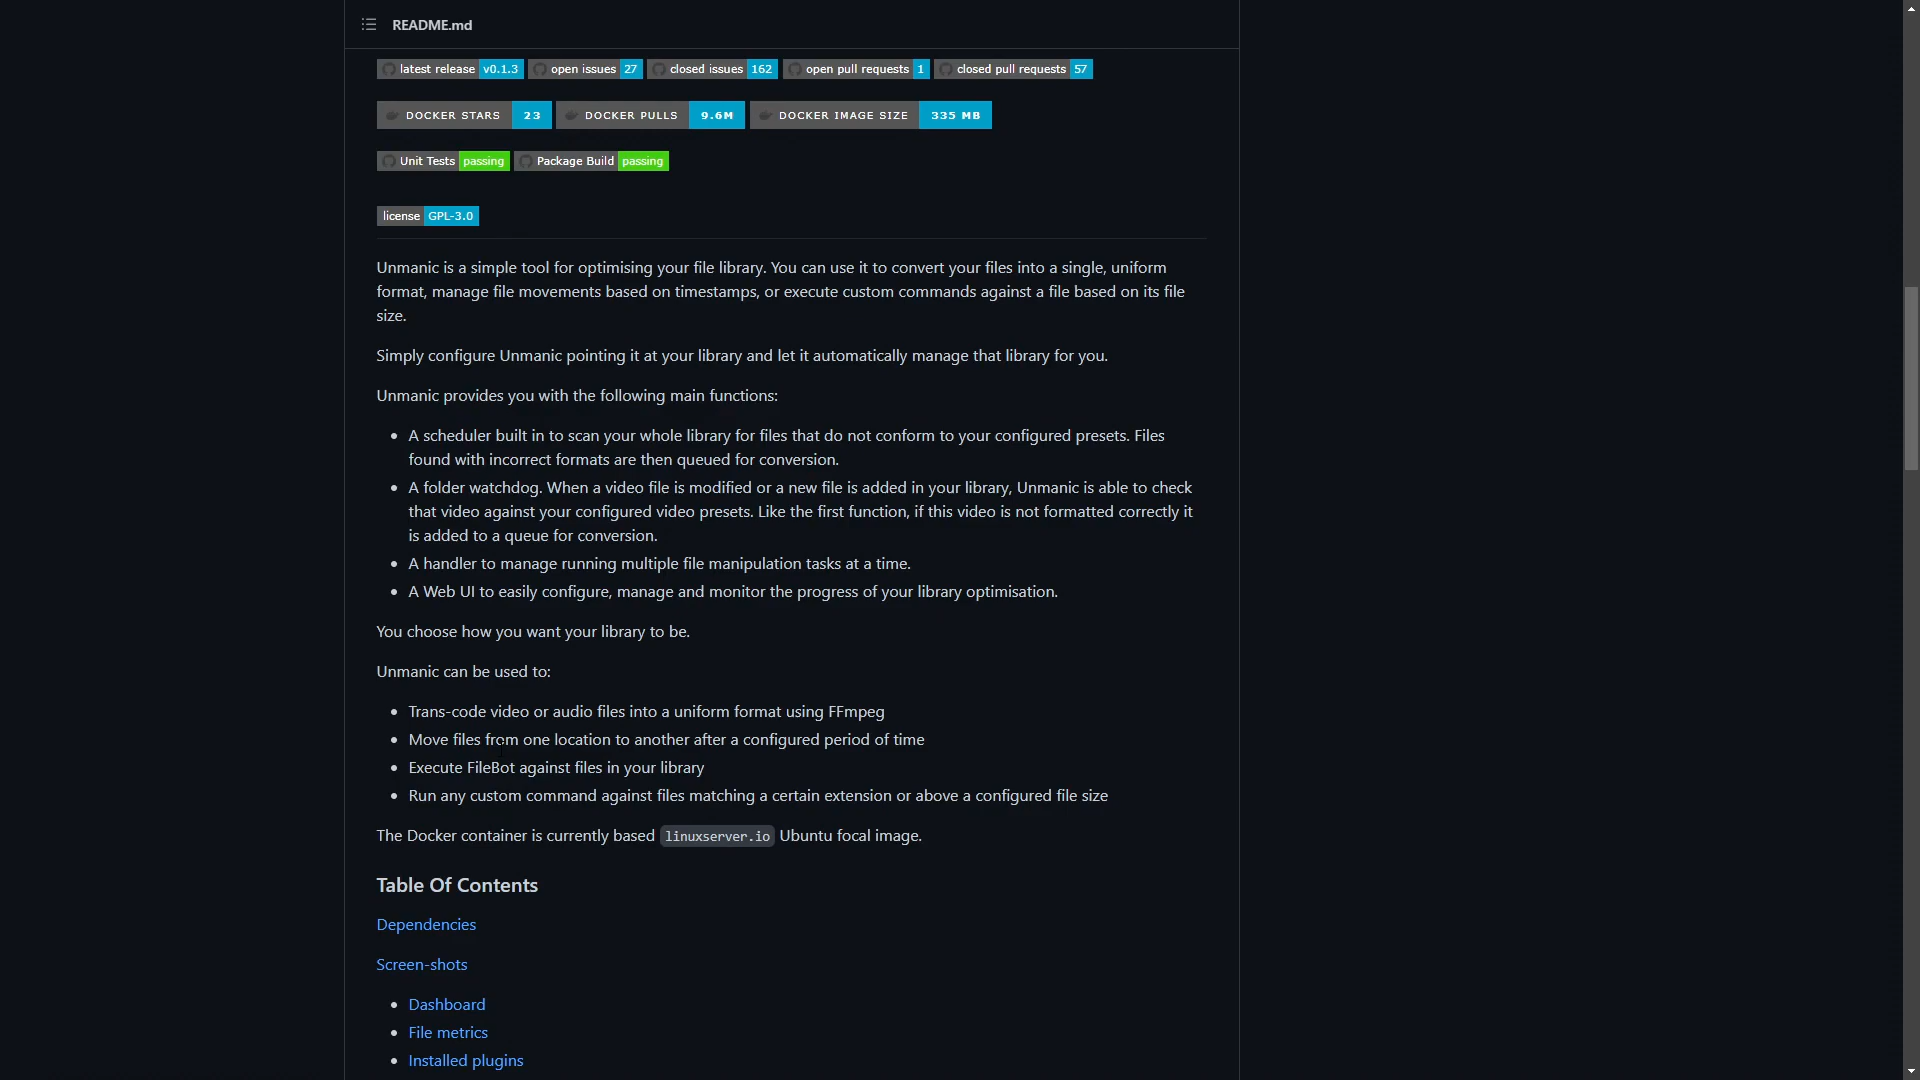 README.md
latest release v0.1.3 open issues 27 closed issues 162 open pull requests 1 closed pull requests 57
DOCKER STARS 23 DOCKER PULLS 9.6M DOCKER IMAGE SIZE 335 MB
Unit Tests passing Package Build passing
license GPL-3.0
Unmanic is a simple tool for optimising your file library. You can use it to convert your files into a single, uniform
format, manage file movements based on timestamps, or execute custom commands against a file based on its file
size.
Simply configure Unmanic pointing it at your library and let it automatically manage that library for you.
Unmanic provides you with the following main functions:
• A scheduler built in to scan your whole library for files that do not conform to your configured presets. Files
found with incorrect formats are then queued for conversion.
• A folder watchdog. When a video file is modified or a new file is added in your library, Unmanic is able to check
that video against your configured video presets. Like the first function, if this video is not formatted correctly it
is added to a queue for conversion.
• A handler to manage running multiple file manipulation tasks at a time.
• A Web UI to easily configure, manage and monitor the progress of your library optimisation.
You choose how you want your library to be.
Unmanic can be used to:
• Trans-code video or audio files into a uniform format using FFmpeg
• Move files from one location to another after a configured period of time
• Execute FileBot against files in your library
• Run any custom command against files matching a certain extension or above a configured file size
The Docker container is currently based linuxserver.io Ubuntu focal image.
Table Of Contents
Dependencies
Screen-shots
• Dashboard
• File metrics
• Installed plugins